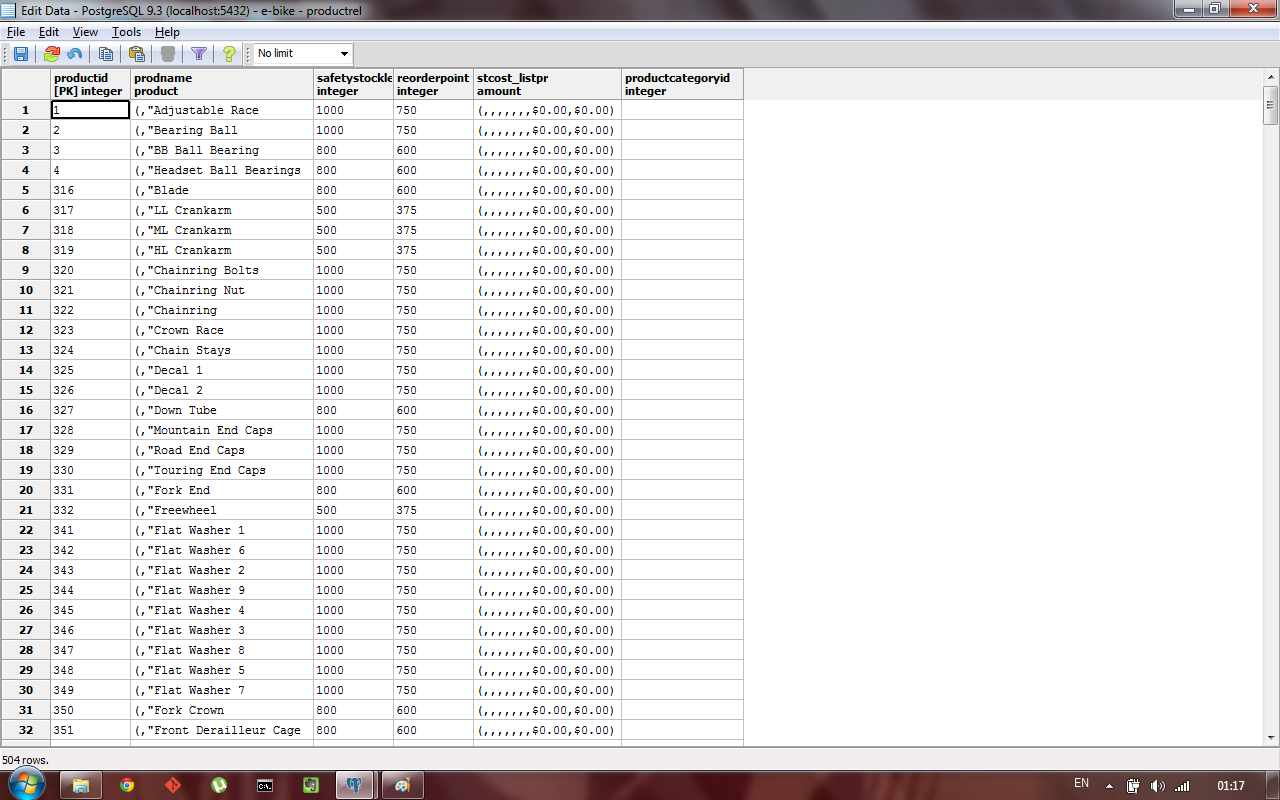 Edit Data - PostgreSQL 9.3 (localhost:5432) - e-bike - productrel
File Edit View Tools Help
No limit
productid prodname safetystockle reorderpoint stcost_listpr productcategoryid
[PK] integer product integer integer amount integer
1 1 (,"Adjustable Race 1000 750 (,,,,,,,$0.00,$0.00)
2 2 (,"Bearing Ball 1000 750 (,,,,,,,$0.00,$0.00)
3 3 (,"BB Ball Bearing 800 600 (,,,,,,,$0.00,$0.00)
4 4 (,"Headset Ball Bearings 800 600 (,,,,,,,$0.00,$0.00)
5 316 (,"Blade 800 600 (,,,,,,,$0.00,$0.00)
6 317 (,"LL Crankarm 500 375 (,,,,,,,$0.00,$0.00)
7 318 (,"ML Crankarm 500 375 (,,,,,,,$0.00,$0.00)
8 319 (,"HL Crankarm 500 375 (,,,,,,,$0.00,$0.00)
9 320 (,"Chainring Bolts 1000 750 (,,,,,,,$0.00,$0.00)
10 321 (,"Chainring Nut 1000 750 (,,,,,,,$0.00,$0.00)
11 322 (,"Chainring 1000 750 (,,,,,,,$0.00,$0.00)
12 323 (,"Crown Race 1000 750 (,,,,,,,$0.00,$0.00)
13 324 (,"Chain Stays 1000 750 (,,,,,,,$0.00,$0.00)
14 325 (,"Decal 1 1000 750 (,,,,,,,$0.00,$0.00)
15 326 (,"Decal 2 1000 750 (,,,,,,,$0.00,$0.00)
16 327 (,"Down Tube 800 600 (,,,,,,,$0.00,$0.00)
17 328 (,"Mountain End Caps 1000 750 (,,,,,,,$0.00,$0.00)
18 329 (,"Road End Caps 1000 750 (,,,,,,,$0.00,$0.00)
19 330 (,"Touring End Caps 1000 750 (,,,,,,,$0.00,$0.00)
20 331 (,"Fork End 800 600 (,,,,,,,$0.00,$0.00)
21 332 (,"Freewheel 500 375 (,,,,,,,$0.00,$0.00)
22 341 (,"Flat Washer 1 1000 750 (,,,,,,,$0.00,$0.00)
23 342 (,"Flat Washer 6 1000 750 (,,,,,,,$0.00,$0.00)
24 343 (,"Flat Washer 2 1000 750 (,,,,,,,$0.00,$0.00)
25 344 (,"Flat Washer 9 1000 750 (,,,,,,,$0.00,$0.00)
26 345 (,"Flat Washer 4 1000 750 (,,,,,,,$0.00,$0.00)
27 346 (,"Flat Washer 3 1000 750 (,,,,,,,$0.00,$0.00)
28 347 (,"Flat Washer 8 1000 750 (,,,,,,,$0.00,$0.00)
29 348 (,"Flat Washer 5 1000 750 (,,,,,,,$0.00,$0.00)
30 349 (,"Flat Washer 7 1000 750 (,,,,,,,$0.00,$0.00)
31 350 (,"Fork Crown 800 600 (,,,,,,,$0.00,$0.00)
32 351 (,"Front Derailleur Cage 800 600 (,,,,,,,$0.00,$0.00)
504 rows.
C:\.
EN 01:17